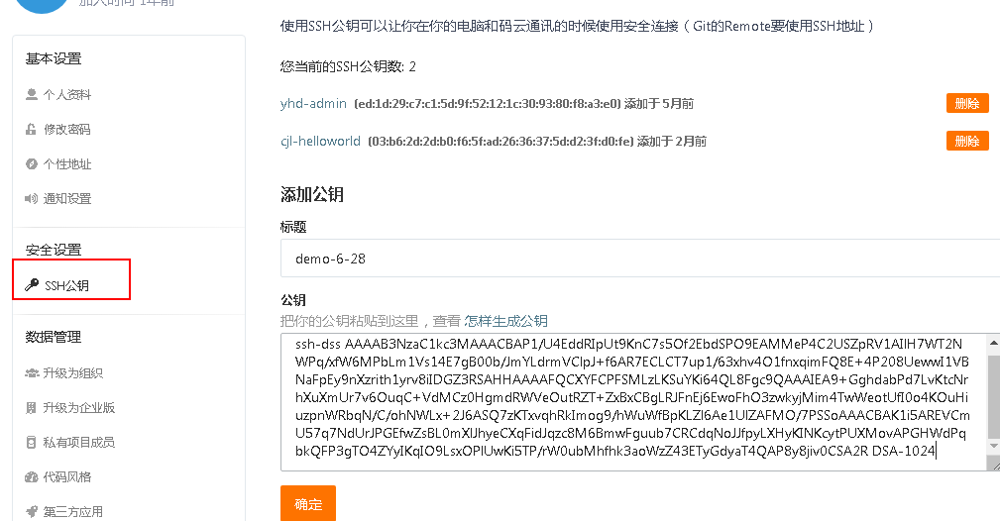 加入时间 1年前
基本设置
个人资料
修改密码
个性地址
通知设置
安全设置
SSH公钥
数据管理
升级为组织
升级为企业版
私有项目成员
代码风格
第三方应用
使用SSH公钥可以让你在你的电脑和码云通讯的时候使用安全连接（Git的Remote要使用SSH地址）
您当前的SSH公钥数: 2
yhd-admin (ed:1d:29:c7:c1:5d:9f:52:12:1c:30:93:80:f8:a3:e0) 添加于 5月前 删除
cjl-helloworld (03:b6:2d:2d:b0:f6:5f:ad:26:36:37:5d:d2:3f:d0:fe) 添加于 2月前 删除
添加公钥
标题
demo-6-28
公钥
把你的公钥粘贴到这里，查看 怎样生成公钥
ssh-dss AAAAB3NzaC1kc3MAAACBAP1/U4EddRIpUt9KnC7s5Of2EbdSPO9EAMMeP4C2USZpRV1AIlH7WT2N
WPq/xfW6MPbLm1Vs14E7gB00b/JmYLdrmVClpJ+f6AR7ECLCT7up1/63xhv4O1fnxqimFQ8E+4P208UewwI1VB
NaFpEy9nXzrith1yrv8iIDGZ3RSAHHAAAAFQCXYFCPFSMLzLKSuYKi64QL8Fgc9QAAAIEA9+GghdabPd7LvKtcNr
hXuXmUr7v6OuqC+VdMCz0HgmdRWVeOutRZT+ZxBxCBgLRJFnEj6EwoFhO3zwkyjMim4TwWeotUfI0o4KOuHi
uzpnWRbqN/C/ohNWLx+2J6ASQ7zKTxvqhRkImog9/hWuWfBpKLZl6Ae1UlZAFMO/7PSSoAAACBAK1i5AREVCm
U57q7NdUrJPGEfwZsBL0mXlJhyeCXqFidJqzc8M6BmwFguub7CRCdqNoJJfpyLXHyKINKcytPUXMovAPGHWdPq
bkQFP3gTO4ZYyIKqIO9LsxOPlUwKi5TP/rW0ubMhfhk3aoWzZ43ETyGdyaT4QAP8y8jiv0CSA2R DSA-1024
确定